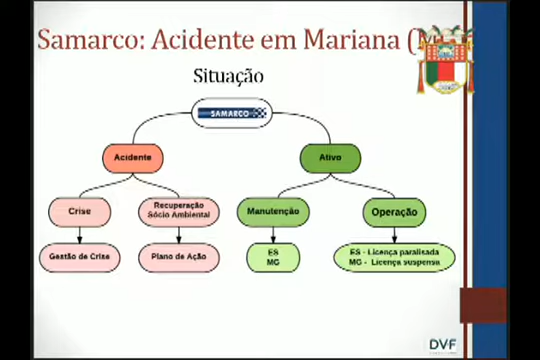 Samarco: Acidente em Mariana (M
Situação
SAMARCO
Acidente
Ativo
Crise
Recuperação
Sócio Ambiental
Manutenção
Operação
Gestão de Crise
Plano de Ação
ES
MG
ES - Licença paralisada
MG - Licença suspensa
DVF